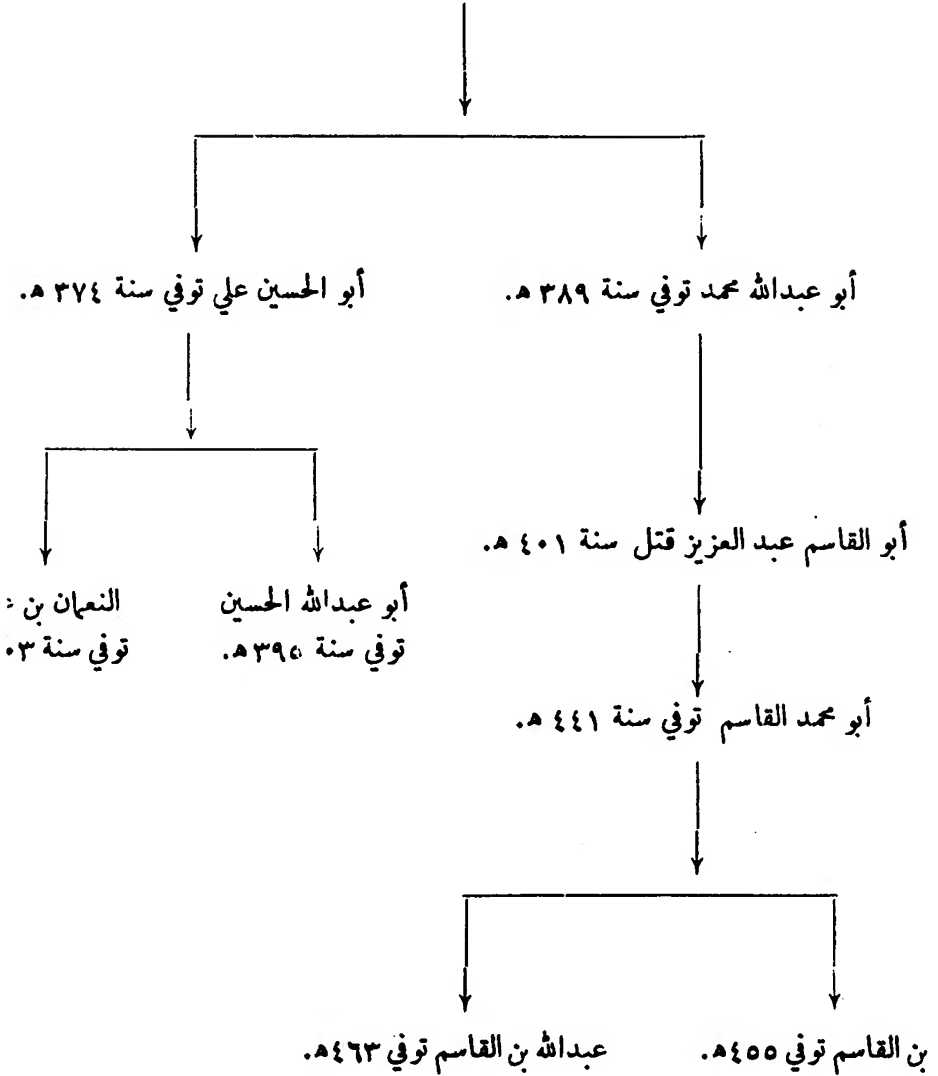 أبو عبدالله محمد توفي سنة ٣٨٩ هـ.
أبو الحسين علي توفي سنة ٣٧٤ هـ.
أبو القاسم عبد العزيز قتل سنة ٤٠١ هـ.
أبو عبدالله الحسين
توفي سنة ٣٩٥هـ.
النعمان بن
توفي سنة
أبو محمد القاسم توفي سنة ٤٤١ هـ.
بن القاسم توفي ٤٥٥هـ.
عبدالله بن القاسم توفي ٤٦٣هـ.